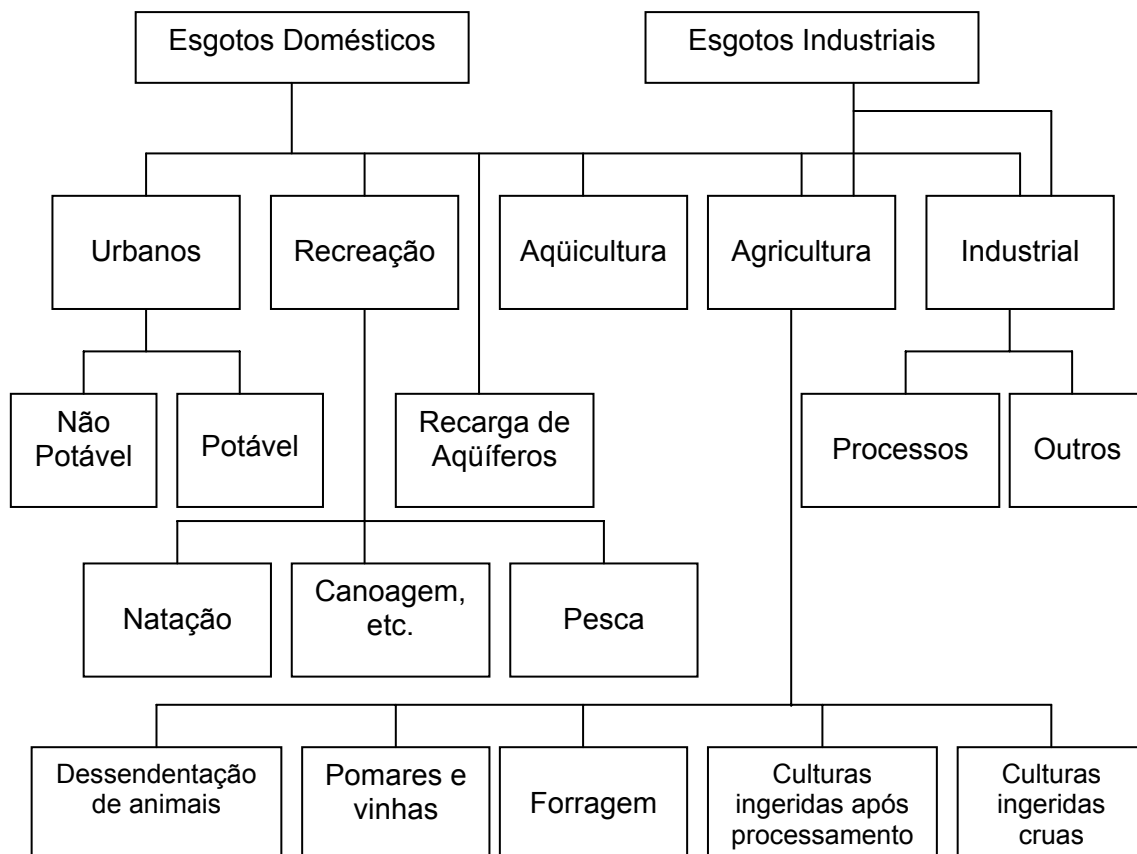 Esgotos Domésticos
Esgotos Industriais
Urbanos
Recreação
Aqüicultura
Agricultura
Industrial
Não
Potável
Potável
Recarga de
Aqüíferos
Processos
Outros
Natação
Canoagem,
etc.
Pesca
Dessendentação
de animais
Pomares e
vinhas
Forragem
Culturas
ingeridas após
processamento
Culturas
ingeridas
cruas